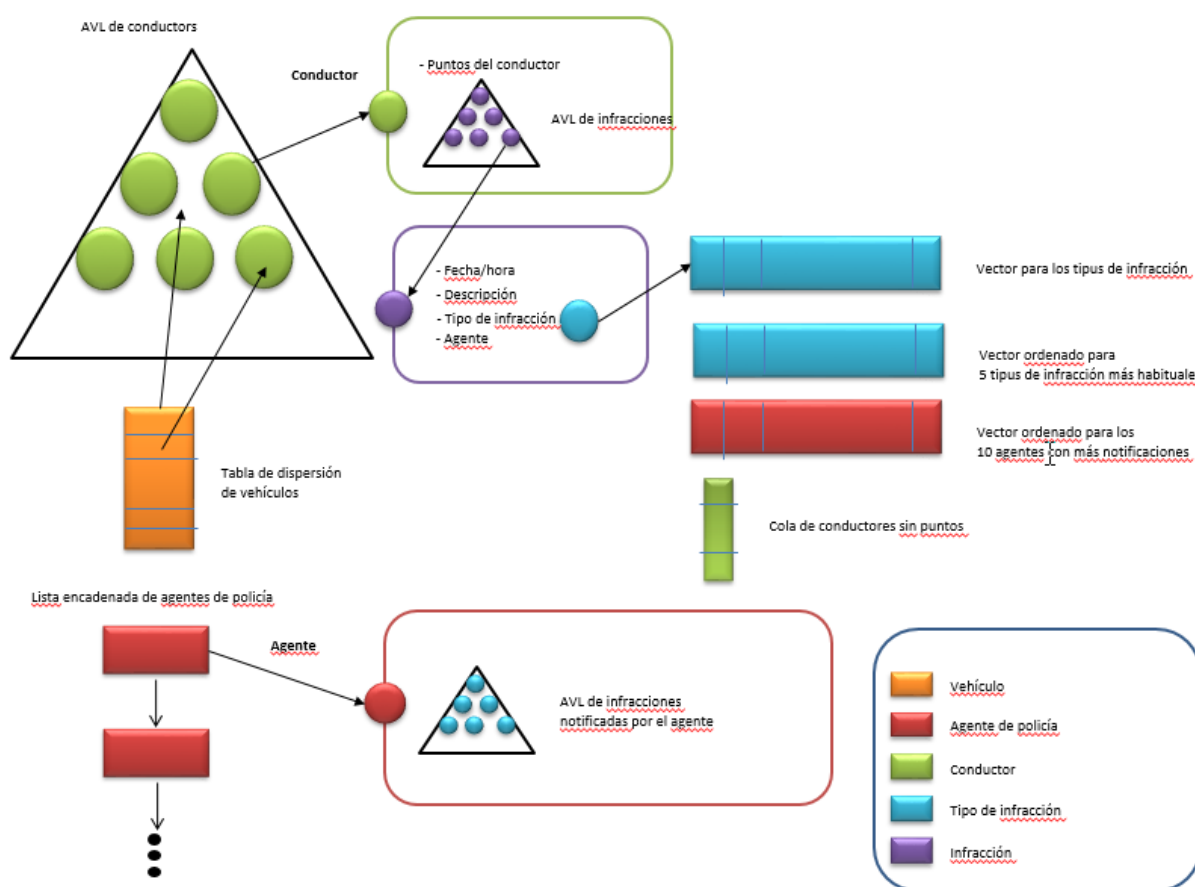 AVL de conductors
Conductor
- Puntos del conductor
AVL de infracciones
- Fecha/hora
- Descripción
- Tipo de infracción
- Agente
Vector para los tipus de infracción
Vector ordenado para
5 tipus de infracción más habituale
Vector ordenado para los
10 agentes con más notificaciones
Tabla de dispersión
de vehículos
Cola de conductores sin puntos
Lista encadenada de agentes de policía
Agente
AVL de infracciones
notificadas por el agente
Vehículo
Agente de policía
Conductor
Tipo de infracción
Infracción